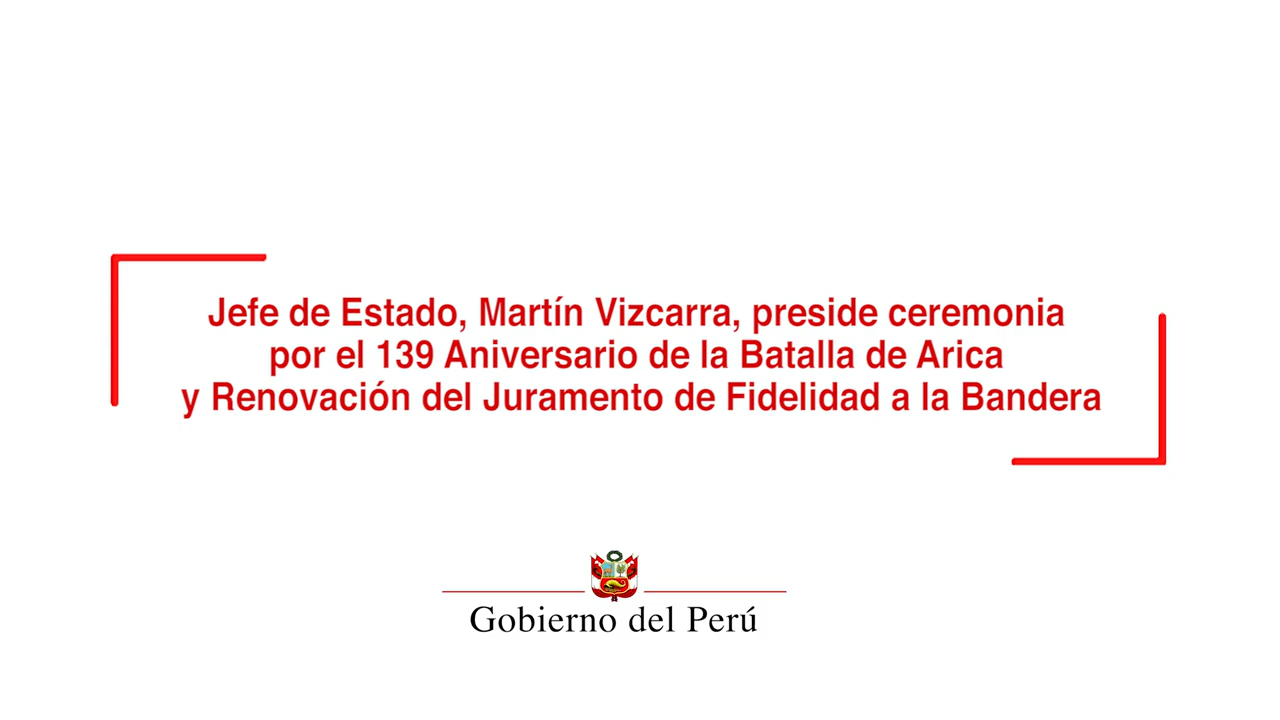 Jefe de Estado, Martín Vizcarra, preside ceremonia
por el 139 Aniversario de la Batalla de Arica
y Renovación del Juramento de Fidelidad a la Bandera
Gobierno del Perú